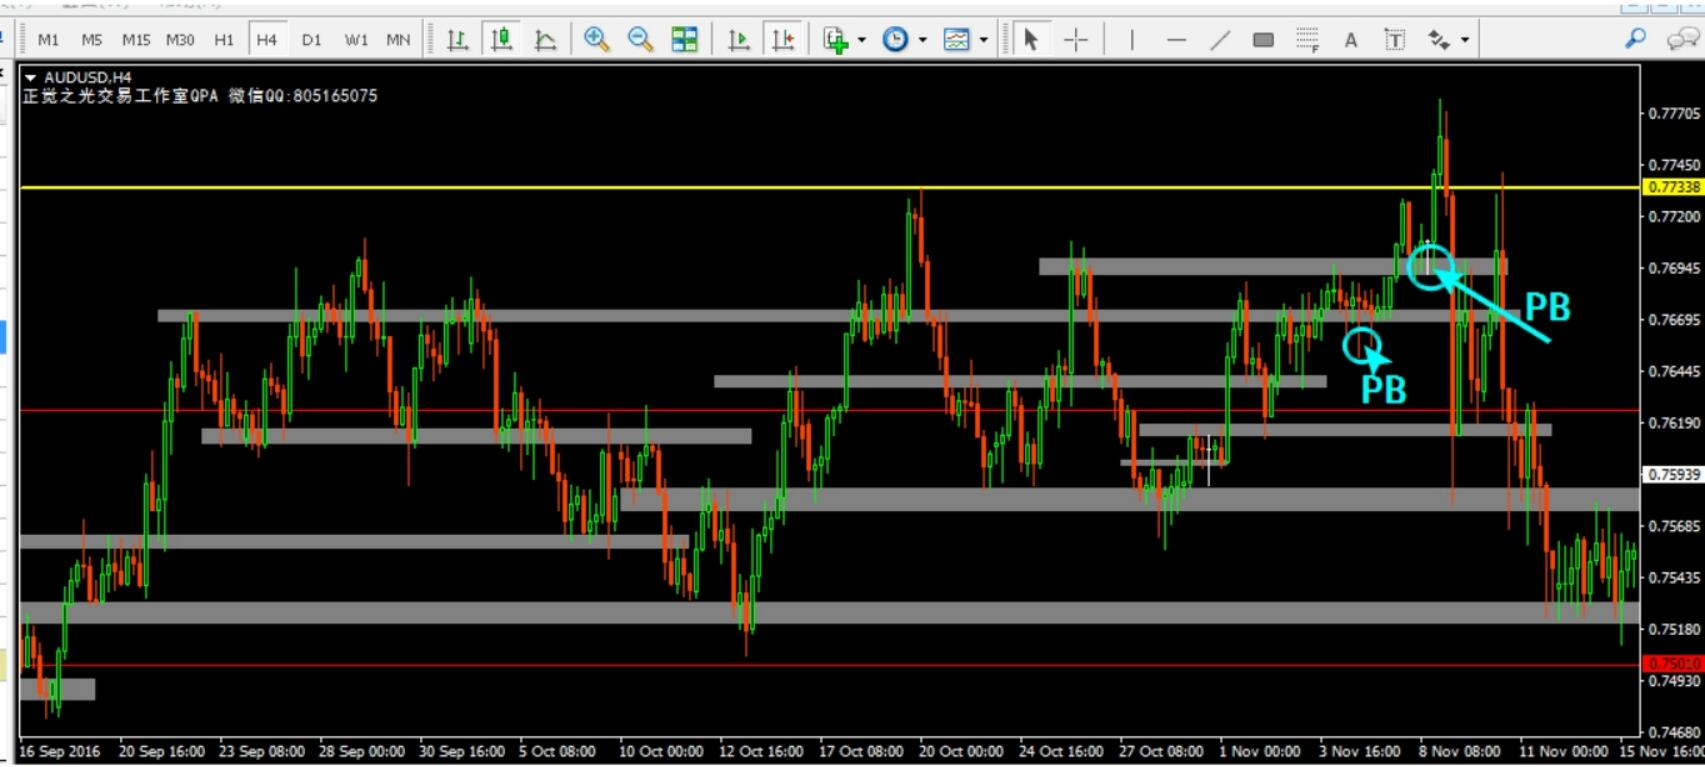 M1 M5 M15 M30 H1 H4 D1 W1 MN A T
AUDUSD,H4
正觉之光交易工作室QPA 微信QQ:805165075
0.77705
0.77450
0.77338
0.77200
0.76945
PB
0.76695
0.76445
PB
0.76190
0.75939
0.75685
0.75435
0.75180
0.75010
0.74930
0.74680
16 Sep 2016 20 Sep 16:00 23 Sep 08:00 28 Sep 00:00 30 Sep 16:00 5 Oct 08:00 10 Oct 00:00 12 Oct 16:00 17 Oct 08:00 20 Oct 00:00 24 Oct 16:00 27 Oct 08:00 1 Nov 00:00 3 Nov 16:00 8 Nov 08:00 11 Nov 00:00 15 Nov 16:00